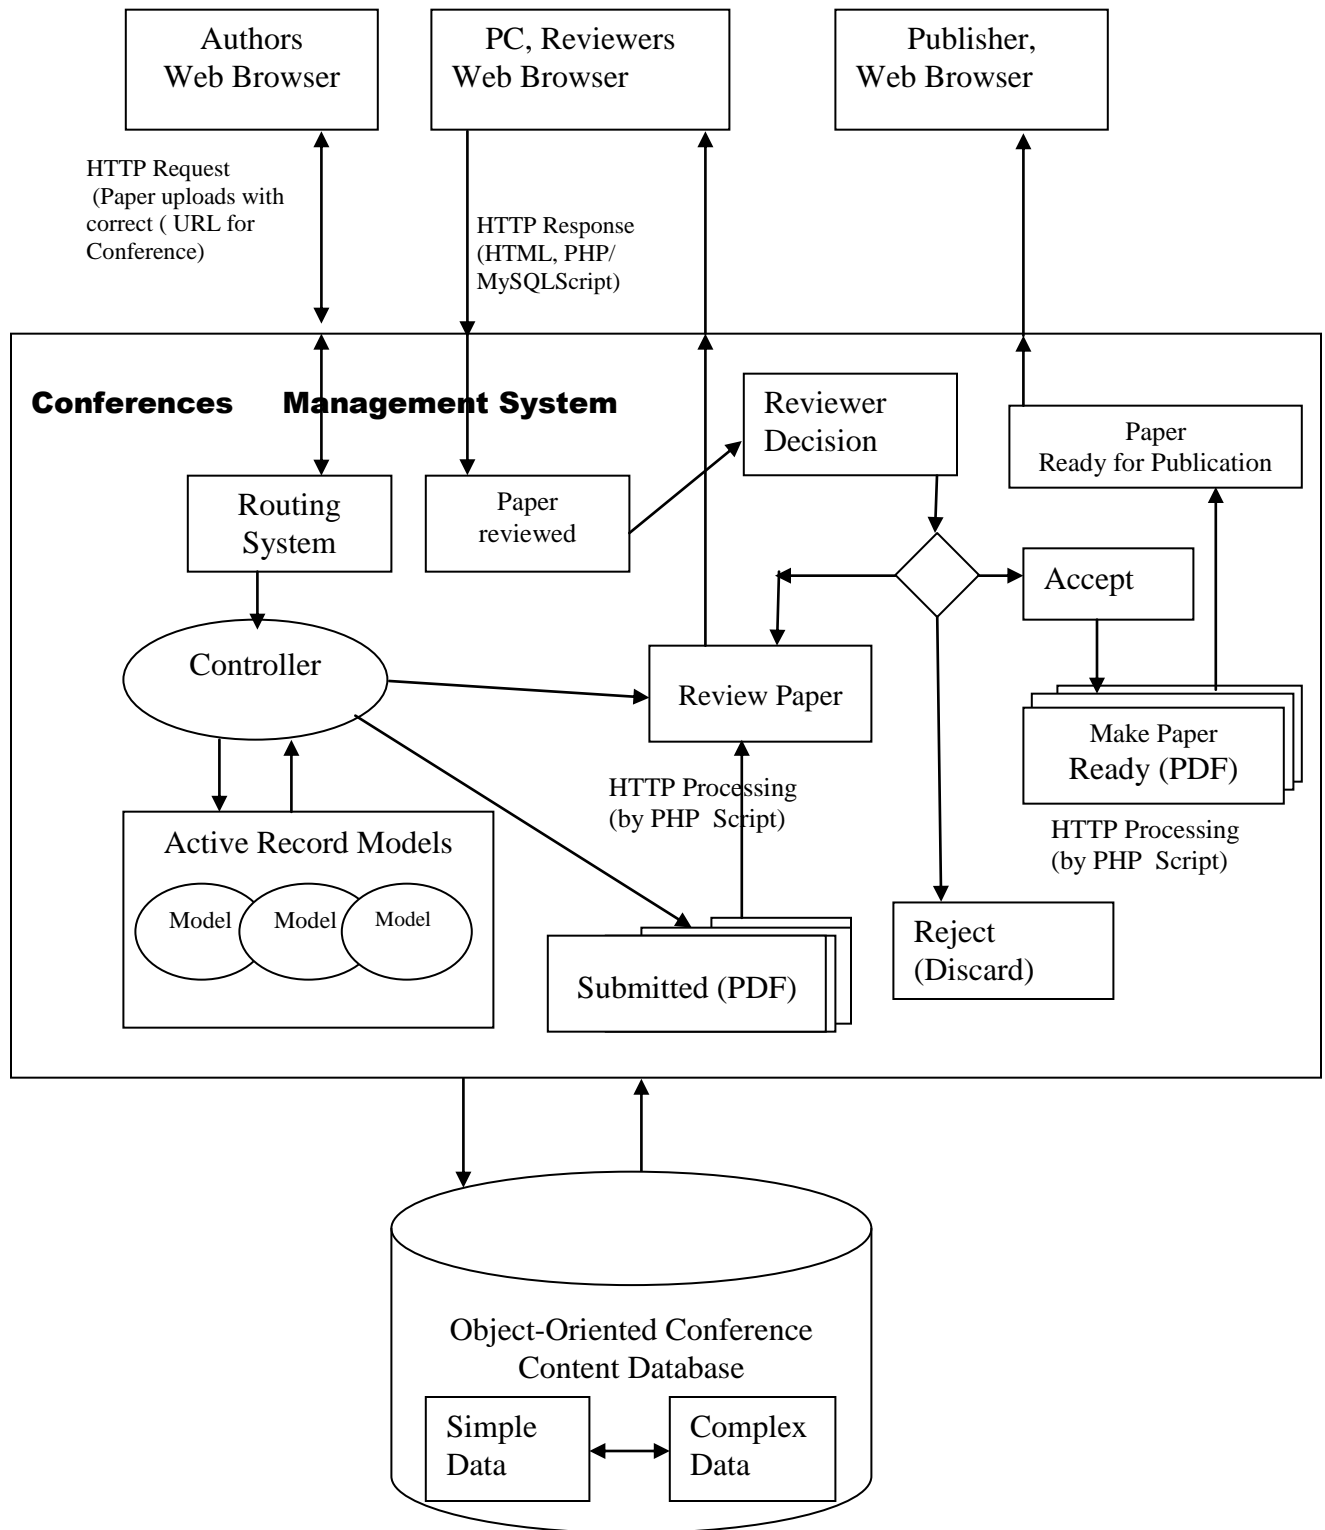 Authors
Web Browser
PC, Reviewers
Web Browser
Publisher,
Web Browser
HTTP Request
(Paper uploads with
correct ( URL for
Conference)
HTTP Response
(HTML, PHP/
MySQLScript)
Conferences Management System
Reviewer
Decision
Paper
Ready for Publication
Routing
System
Paper
reviewed
Accept
Controller
Review Paper
Make Paper
Ready (PDF)
HTTP Processing
(by PHP Script)
HTTP Processing
(by PHP Script)
Active Record Models
Model
Model
Model
Submitted (PDF)
Reject
(Discard)
Object-Oriented Conference
Content Database
Simple
Data
Complex
Data